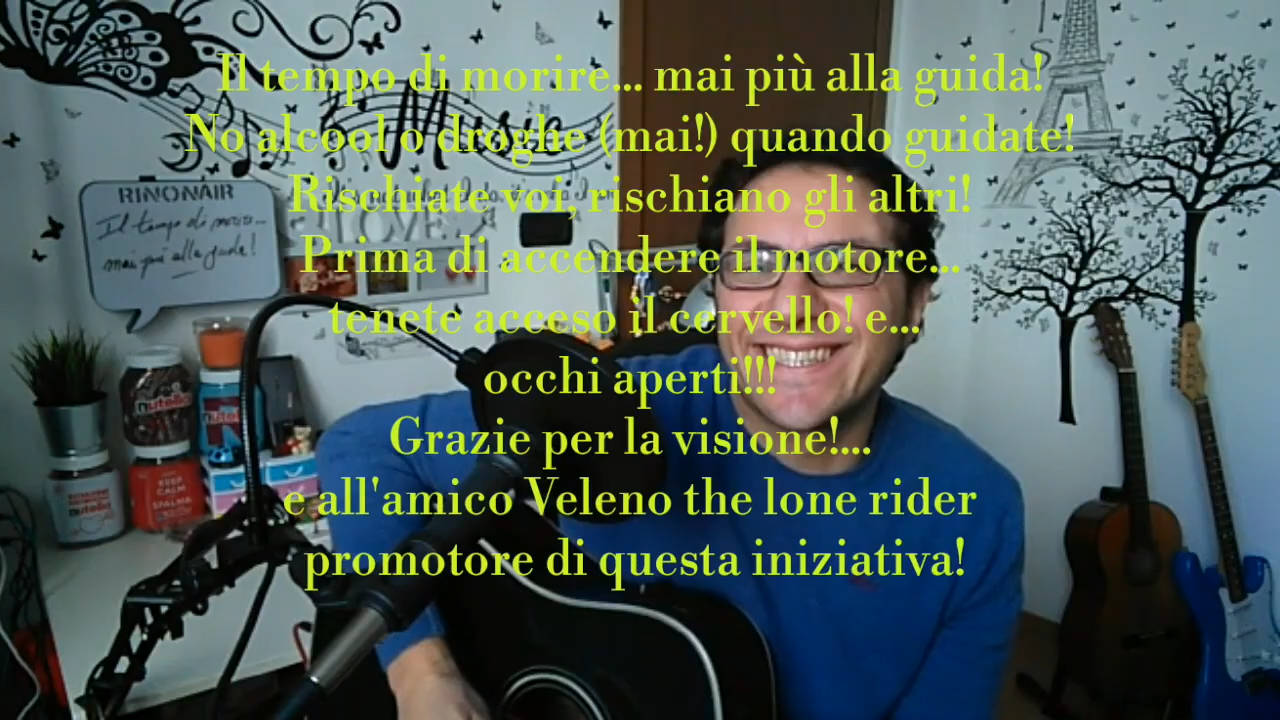 Il tempo di morire... mai più alla guida!
No alcool o droghe (mai!) quando guidate!
Rischiate voi, rischiano gli altri!
Prima di accendere il motore...
tenete acceso il cervello! e...
occhi aperti!!!
Grazie per la visione!...
e all'amico Veleno the lone rider
promotore di questa iniziativa!
Music
RINONAIR
Il tempo di morire...
mai più alla guida!
LOVE
nutella
nutella
nutella
KEEP
CALM
SPALMA